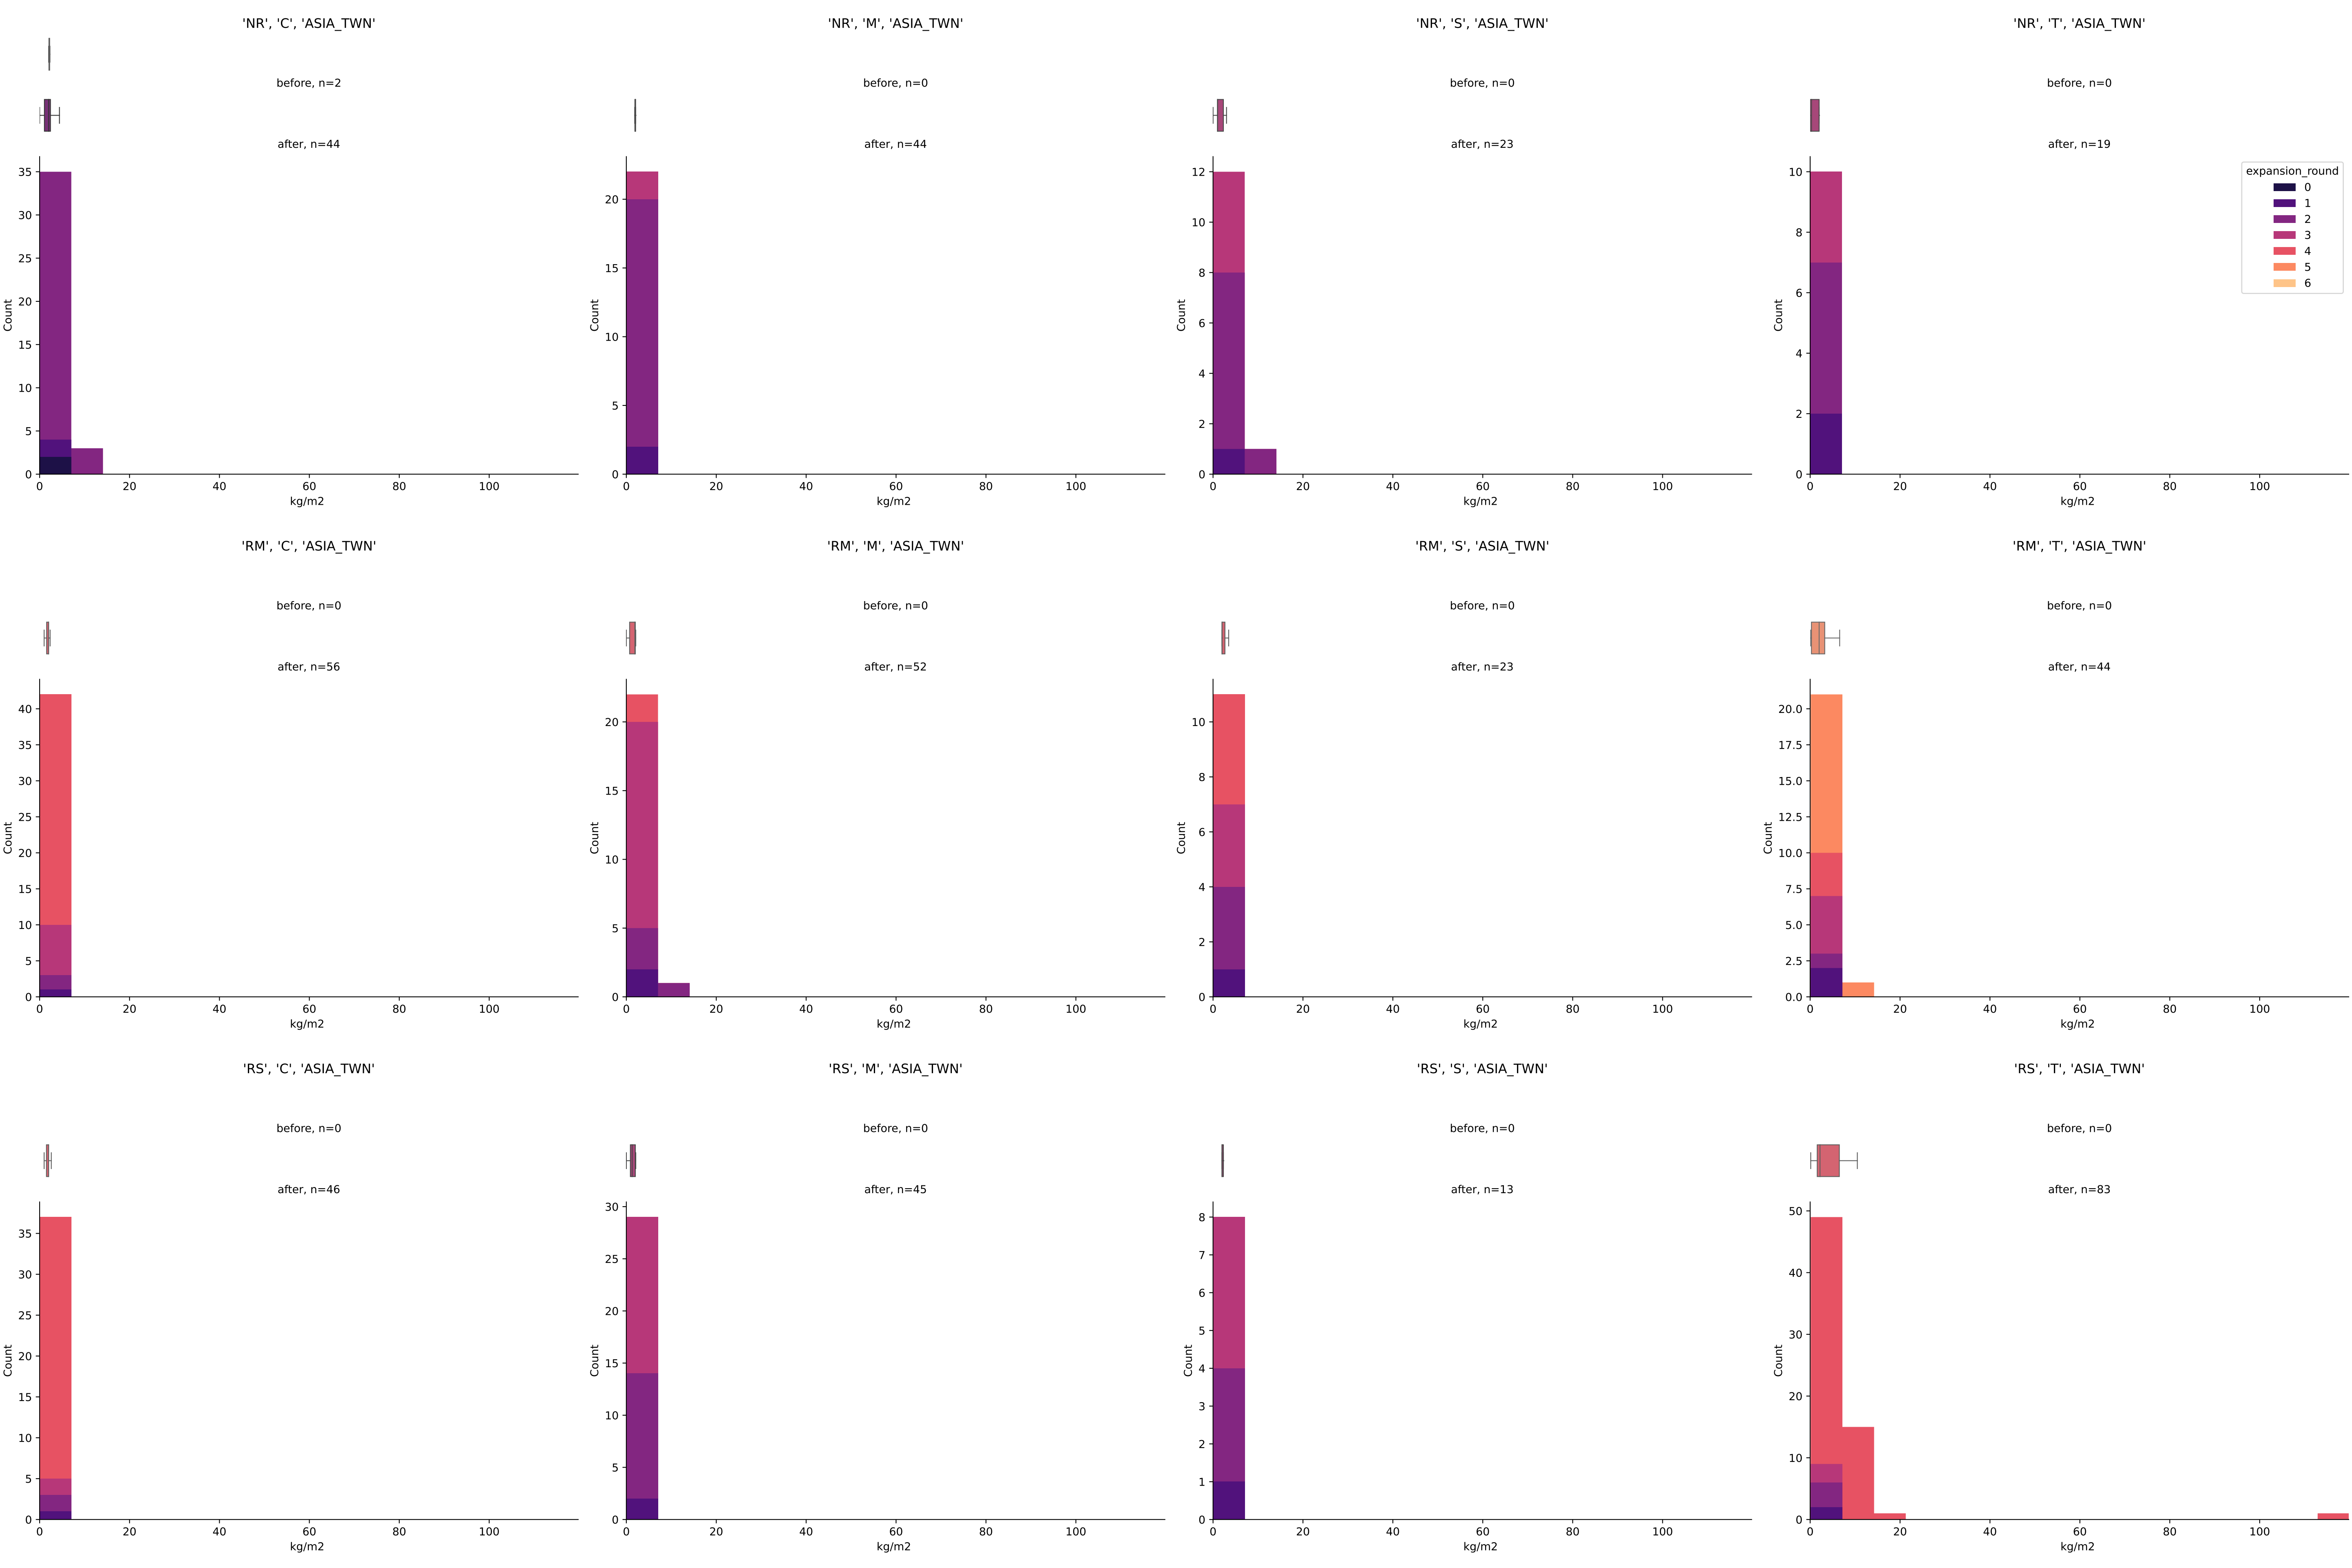 'NR', 'C', 'ASIA_TWN'
before, n=2
after, n=44
35
30
25
20
15
10
5
0
Count
0 20 40 60 80 100
kg/m2
'NR', 'M', 'ASIA_TWN'
before, n=0
after, n=44
20
15
10
5
0
Count
0 20 40 60 80 100
kg/m2
'NR', 'S', 'ASIA_TWN'
before, n=0
after, n=23
12
10
8
6
4
2
0
Count
0 20 40 60 80 100
kg/m2
'NR', 'T', 'ASIA_TWN'
before, n=0
after, n=19
10
8
6
4
2
0
Count
0 20 40 60 80 100
kg/m2
expansion_round
0
1
2
3
4
5
6
'RM', 'C', 'ASIA_TWN'
before, n=0
after, n=56
40
35
30
25
20
15
10
5
0
Count
0 20 40 60 80 100
kg/m2
'RM', 'M', 'ASIA_TWN'
before, n=0
after, n=52
20
15
10
5
0
Count
0 20 40 60 80 100
kg/m2
'RM', 'S', 'ASIA_TWN'
before, n=0
after, n=23
10
8
6
4
2
0
Count
0 20 40 60 80 100
kg/m2
'RM', 'T', 'ASIA_TWN'
before, n=0
after, n=44
20.0
17.5
15.0
12.5
10.0
7.5
5.0
2.5
0.0
Count
0 20 40 60 80 100
kg/m2
'RS', 'C', 'ASIA_TWN'
before, n=0
after, n=46
35
30
25
20
15
10
5
0
Count
0 20 40 60 80 100
kg/m2
'RS', 'M', 'ASIA_TWN'
before, n=0
after, n=45
30
25
20
15
10
5
0
Count
0 20 40 60 80 100
kg/m2
'RS', 'S', 'ASIA_TWN'
before, n=0
after, n=13
8
7
6
5
4
3
2
1
0
Count
0 20 40 60 80 100
kg/m2
'RS', 'T', 'ASIA_TWN'
before, n=0
after, n=83
50
40
30
20
10
0
Count
0 20 40 60 80 100
kg/m2